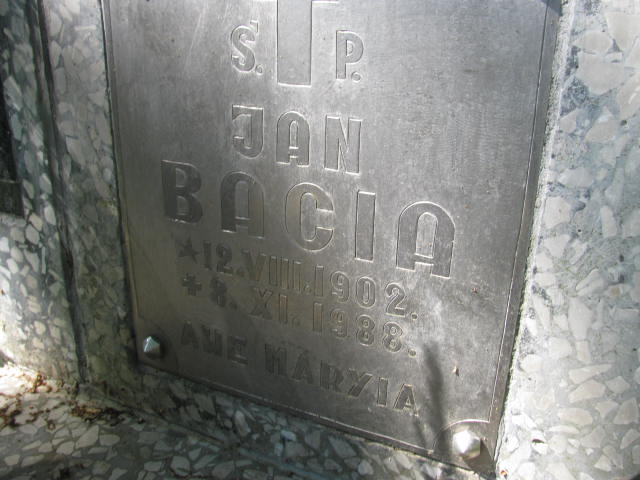 Ś. P.
JAN
BACIA
★ 12. VIII. 1902.
✚ 8. XI. 1988.
AVE MARYIA